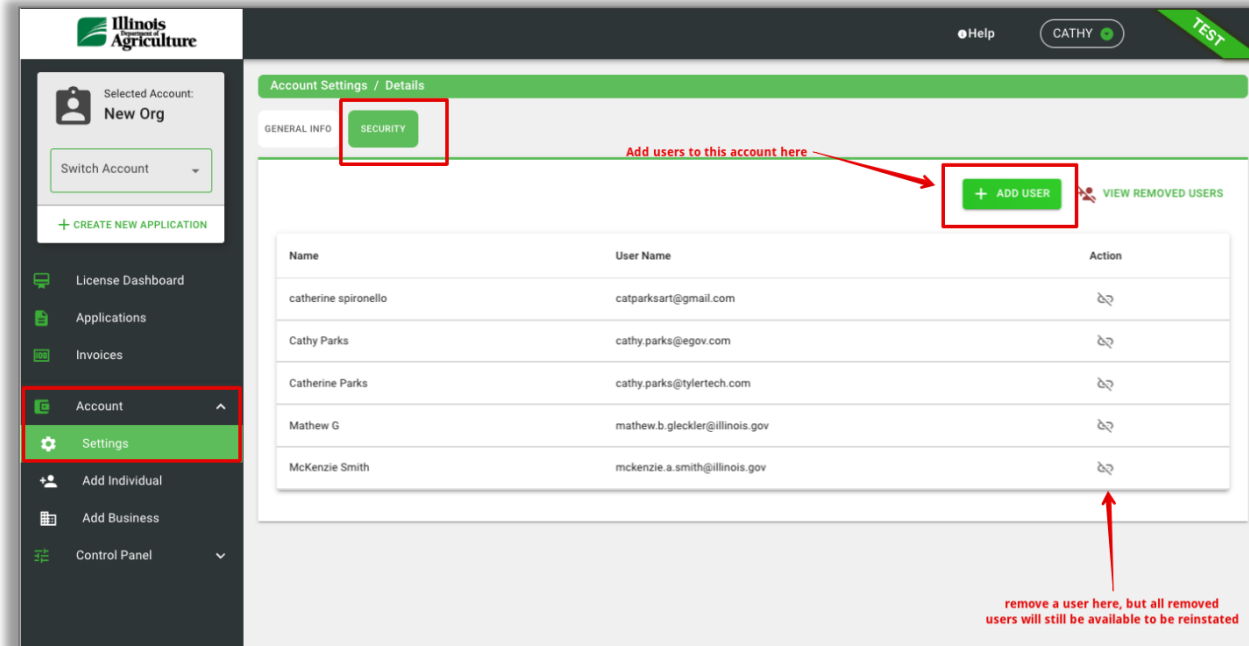 Illinois
Department of
Agriculture
Help
CATHY
TEST
Selected Account:
New Org
Switch Account
+ CREATE NEW APPLICATION
License Dashboard
Applications
Invoices
Account
Settings
Add Individual
Add Business
Control Panel
Account Settings / Details
GENERAL INFO
SECURITY
Add users to this account here
+ ADD USER
VIEW REMOVED USERS
Name User Name Action
catherine spironello catparksart@gmail.com
Cathy Parks cathy.parks@egov.com
Catherine Parks cathy.parks@tylertech.com
Mathew G mathew.b.gleckler@illinois.gov
McKenzie Smith mckenzie.a.smith@illinois.gov
remove a user here, but all removed
users will still be available to be reinstated